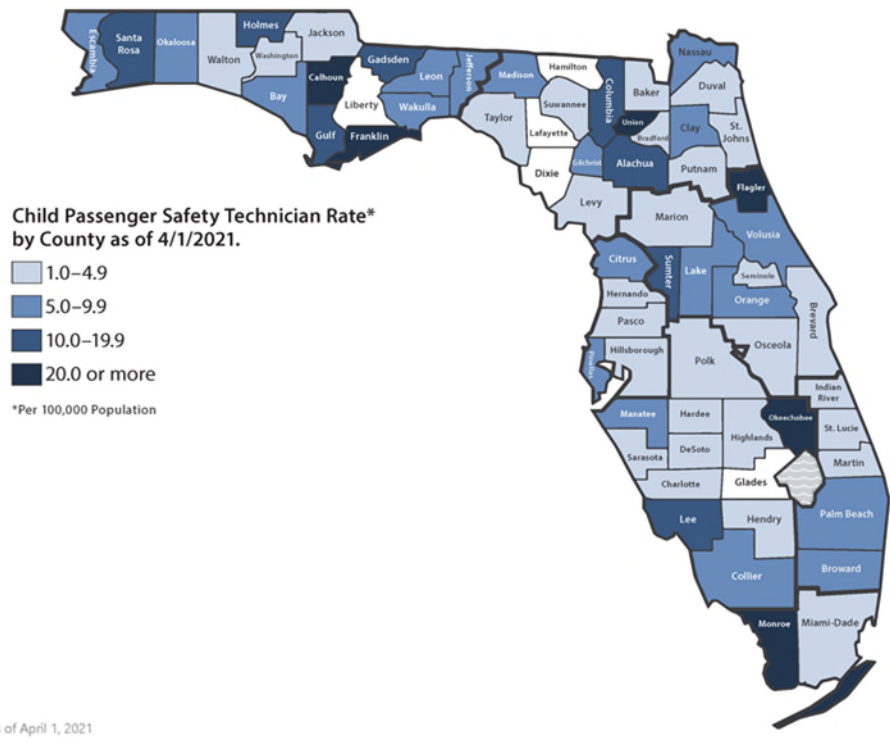 Escambia
Santa
Rosa
Okaloosa
Walton
Holmes
Washington
Jackson
Bay
Calhoun
Gulf
Liberty
Franklin
Gadsden
Leon
Wakulla
Jefferson
Madison
Taylor
Hamilton
Suwannee
Lafayette
Dixie
Columbia
Gilchrist
Levy
Baker
Union
Bradford
Alachua
Nassau
Duval
Clay
St.
Johns
Putnam
Flagler
Marion
Volusia
Child Passenger Safety Technician Rate*
by County as of 4/1/2021.
1.0–4.9
5.0–9.9
10.0–19.9
20.0 or more
*Per 100,000 Population
Citrus
Sumter
Lake
Seminole
Orange
Brevard
Hernando
Pasco
Pinellas
Hillsborough
Polk
Osceola
Indian
River
Manatee
Hardee
Highlands
Okeechobee
St. Lucie
Sarasota
DeSoto
Martin
Charlotte
Glades
Lee
Hendry
Palm Beach
Collier
Broward
Monroe
Miami-Dade
s of April 1, 2021